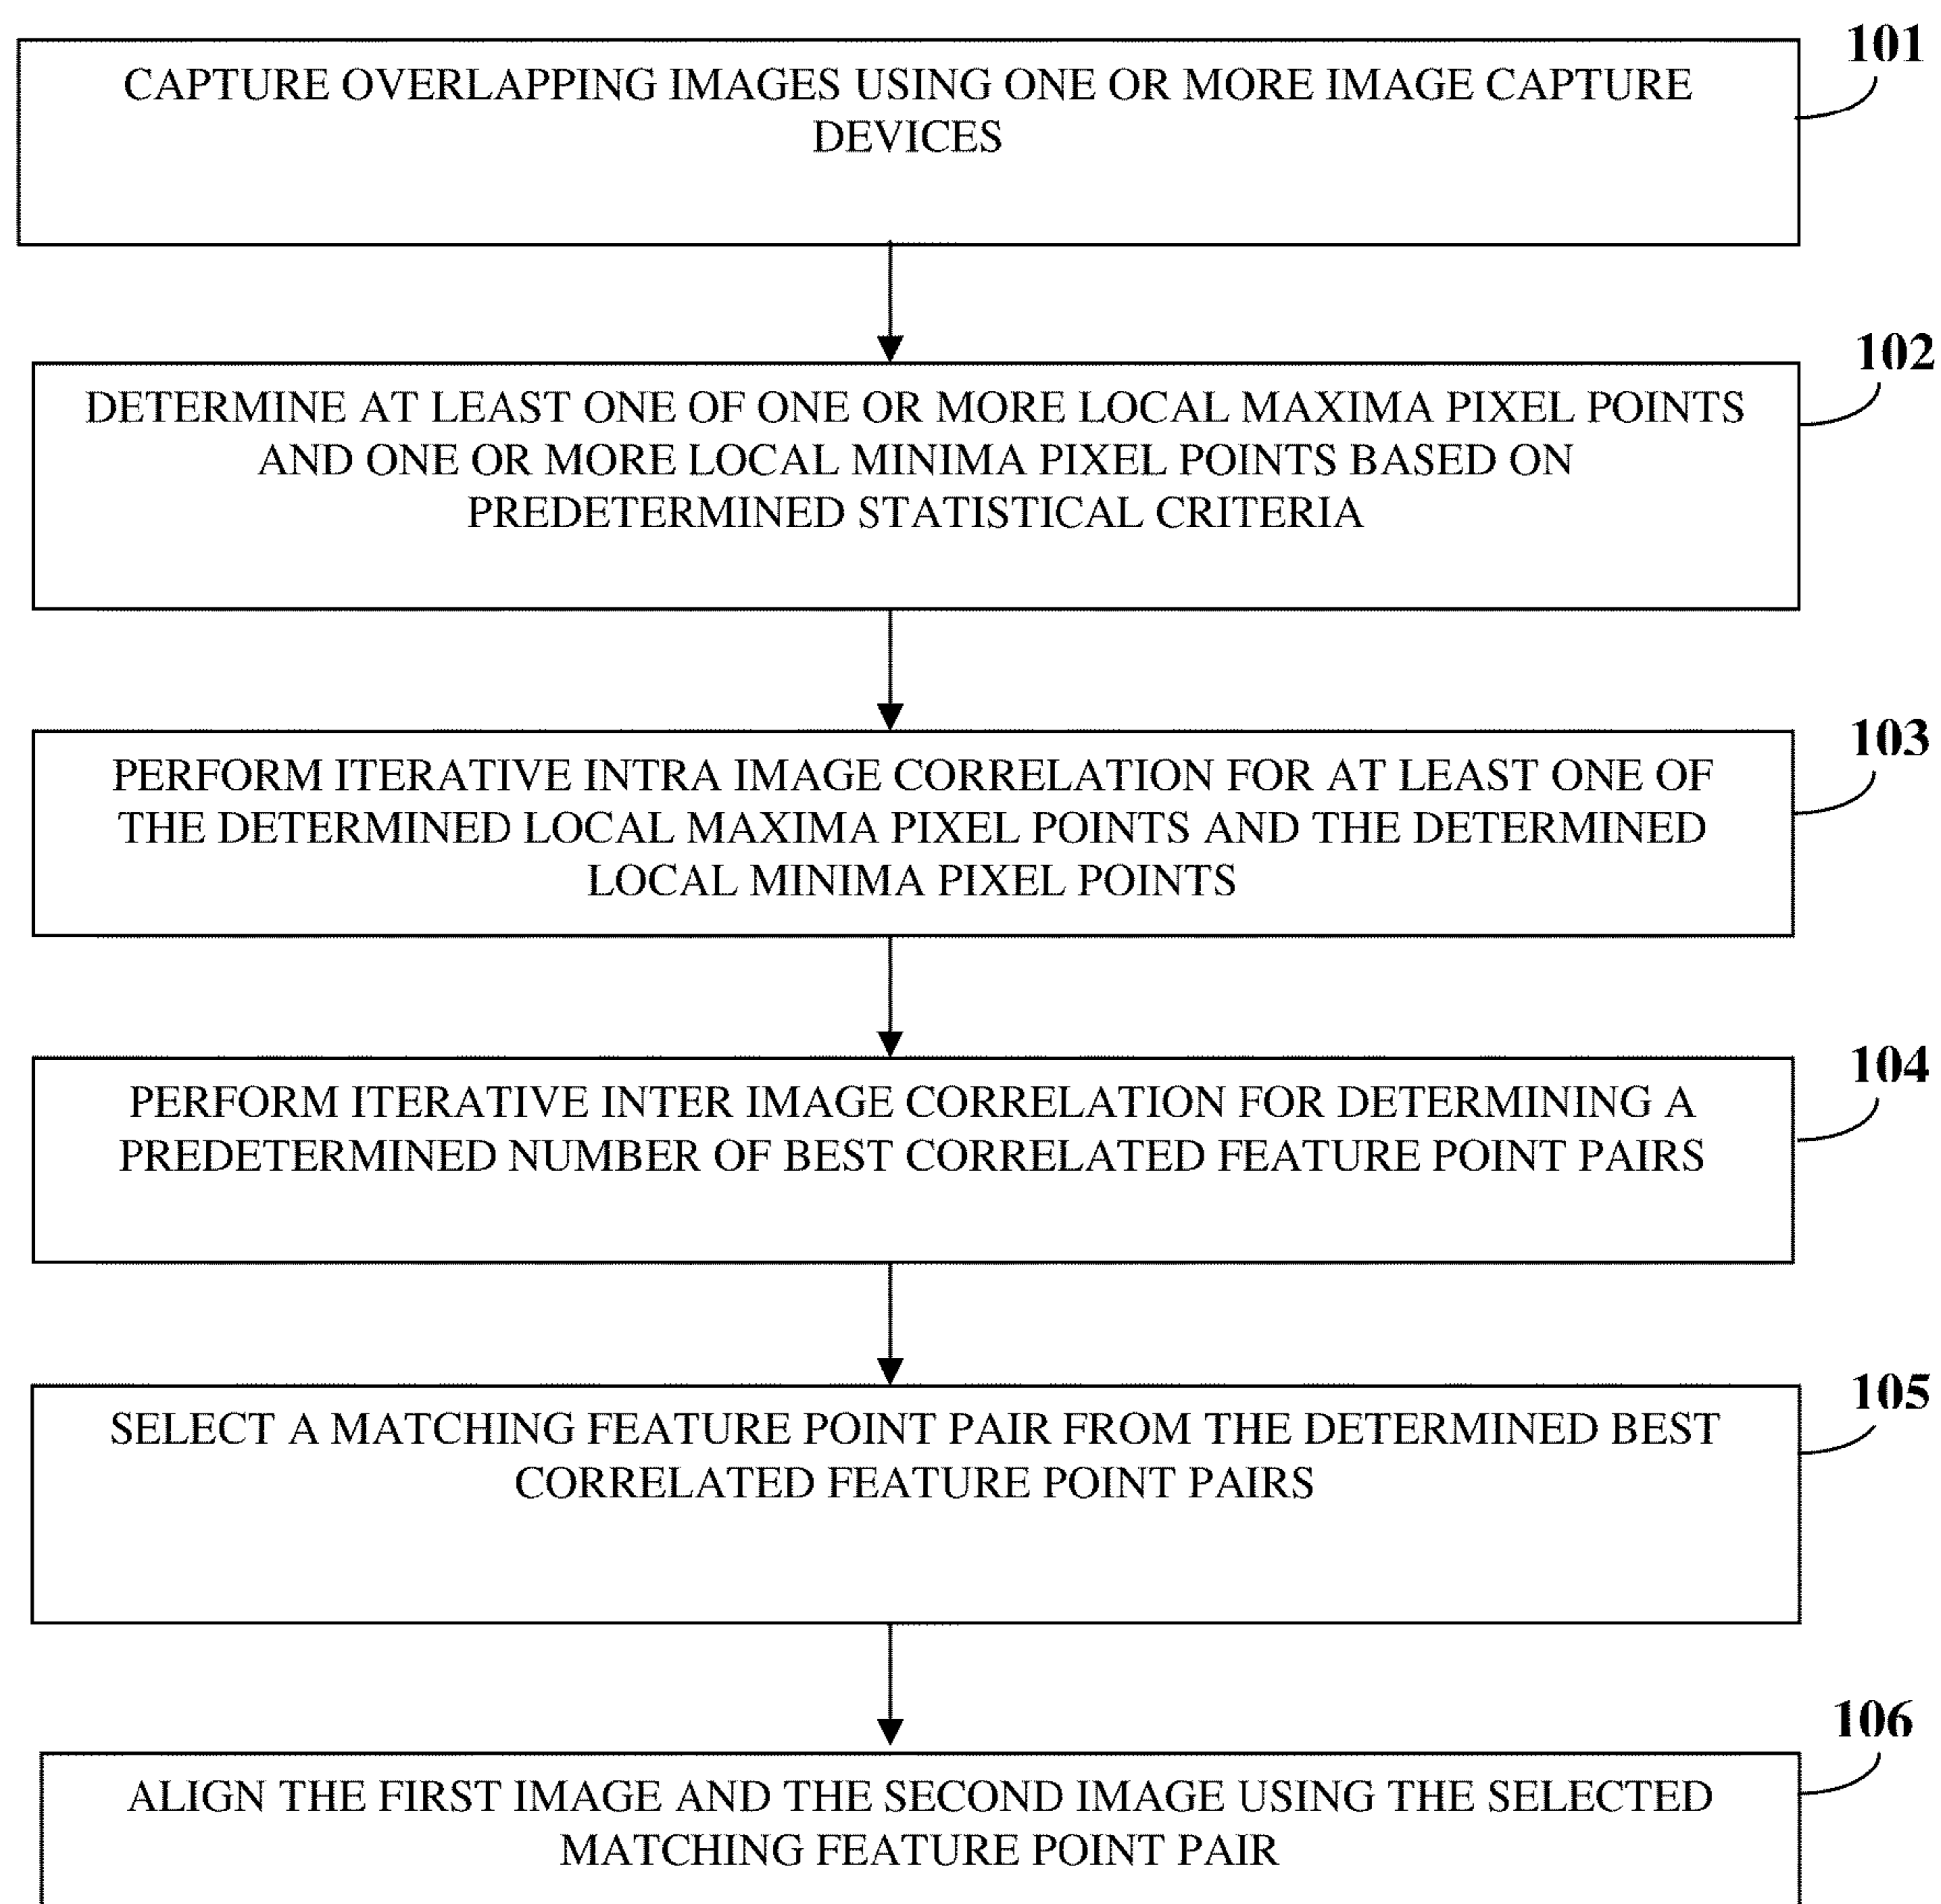 101
CAPTURE OVERLAPPING IMAGES USING ONE OR MORE IMAGE CAPTURE
DEVICES
102
DETERMINE AT LEAST ONE OF ONE OR MORE LOCAL MAXIMA PIXEL POINTS
AND ONE OR MORE LOCAL MINIMA PIXEL POINTS BASED ON
PREDETERMINED STATISTICAL CRITERIA
103
PERFORM ITERATIVE INTRA IMAGE CORRELATION FOR AT LEAST ONE OF
THE DETERMINED LOCAL MAXIMA PIXEL POINTS AND THE DETERMINED
LOCAL MINIMA PIXEL POINTS
104
PERFORM ITERATIVE INTER IMAGE CORRELATION FOR DETERMINING A
PREDETERMINED NUMBER OF BEST CORRELATED FEATURE POINT PAIRS
105
SELECT A MATCHING FEATURE POINT PAIR FROM THE DETERMINED BEST
CORRELATED FEATURE POINT PAIRS
106
ALIGN THE FIRST IMAGE AND THE SECOND IMAGE USING THE SELECTED
MATCHING FEATURE POINT PAIR